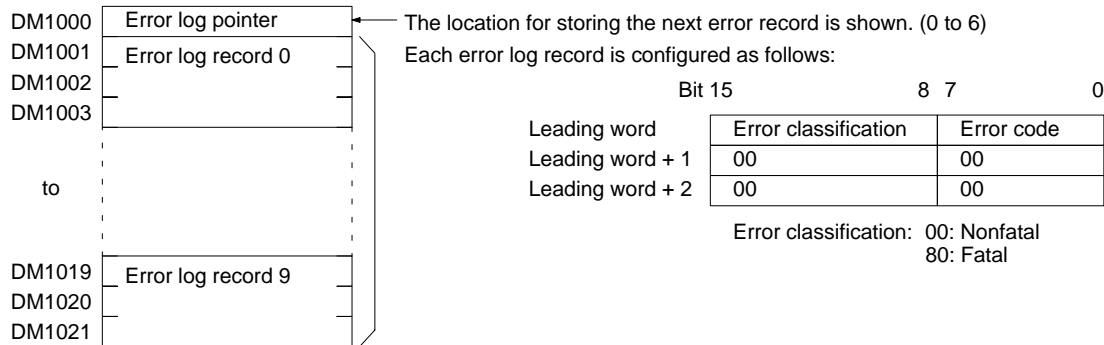 DM1000 Error log pointer The location for storing the next error record is shown. (0 to 6)
DM1001 Error log record 0 Each error log record is configured as follows:
DM1002
DM1003
Bit 15 8 7 0
Leading word Error classification Error code
Leading word + 1 00 00
Leading word + 2 00 00
to
Error classification: 00: Nonfatal
80: Fatal
DM1019 Error log record 9
DM1020
DM1021